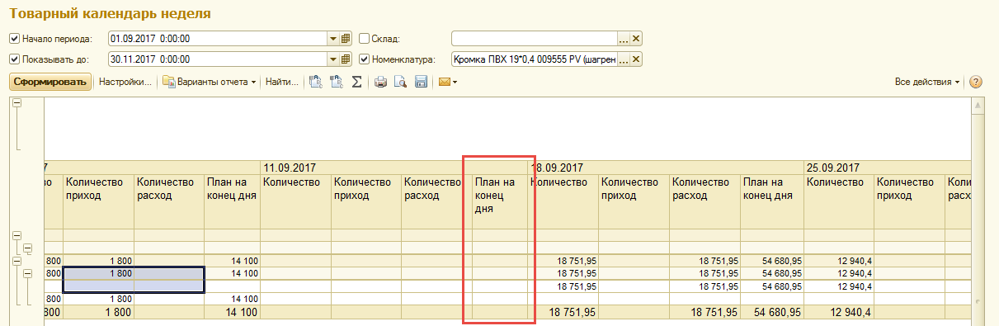 Товарный календарь неделя
Начало периода: 01.09.2017 0:00:00 Склад:
Показывать до: 30.11.2017 0:00:00 Номенклатура: Кромка ПВХ 19*0,4 009555 PV (шагрен
Сформировать Настройки... Варианты отчета Найти... Все действия
7 11.09.2017 18.09.2017 25.09.2017
во Количество Количество План на Количество Количество Количество План на Количество Количество Количество План на Количество Количество Коли
приход расход конец дня приход расход конец приход расход конец дня приход расх
дня
800 1 800 14 100 18 751,95 18 751,95 54 680,95 12 940,4
800 1 800 14 100 18 751,95 18 751,95 54 680,95 12 940,4
18 751,95 18 751,95 54 680,95 12 940,4
800 1 800 14 100
800 1 800 14 100 18 751,95 18 751,95 54 680,95 12 940,4